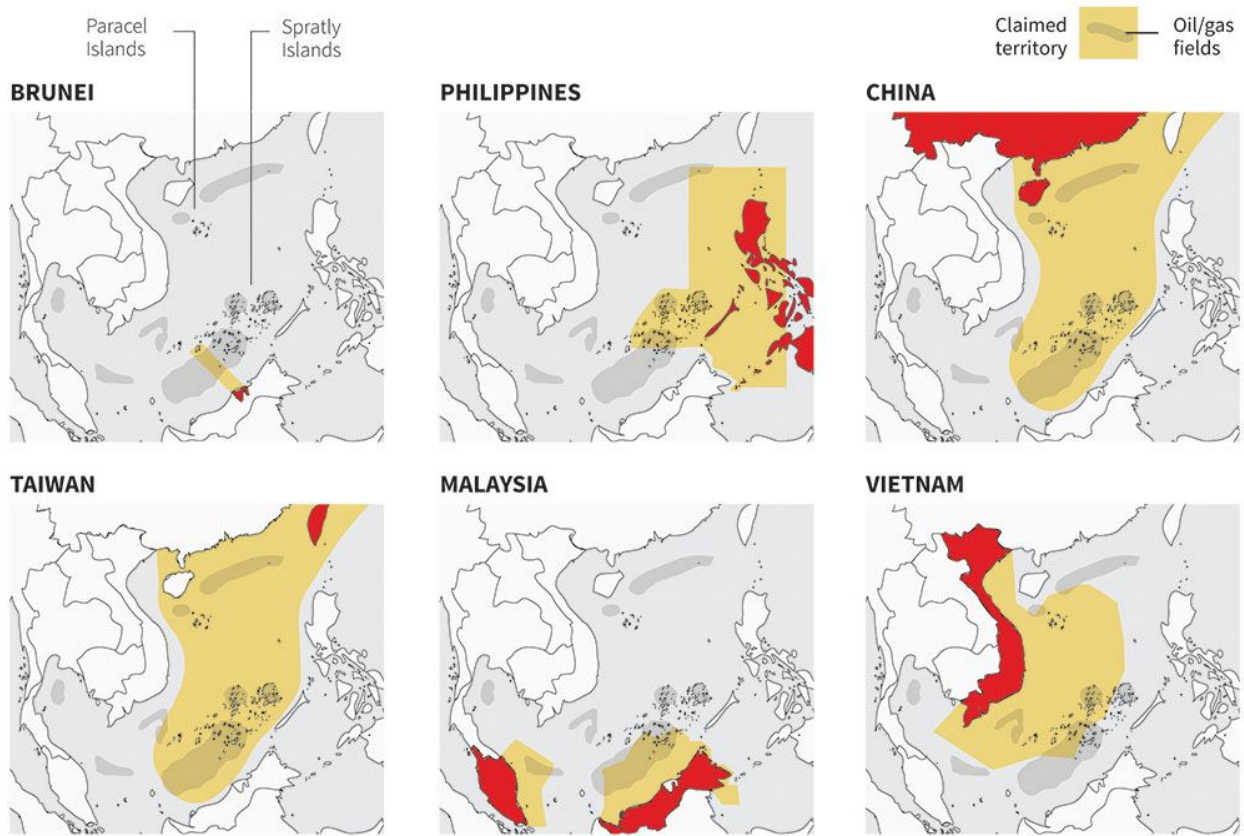 Paracel
Islands
Spratly
Islands
Claimed
territory
Oil/gas
fields
BRUNEI
PHILIPPINES
CHINA
TAIWAN
MALAYSIA
VIETNAM